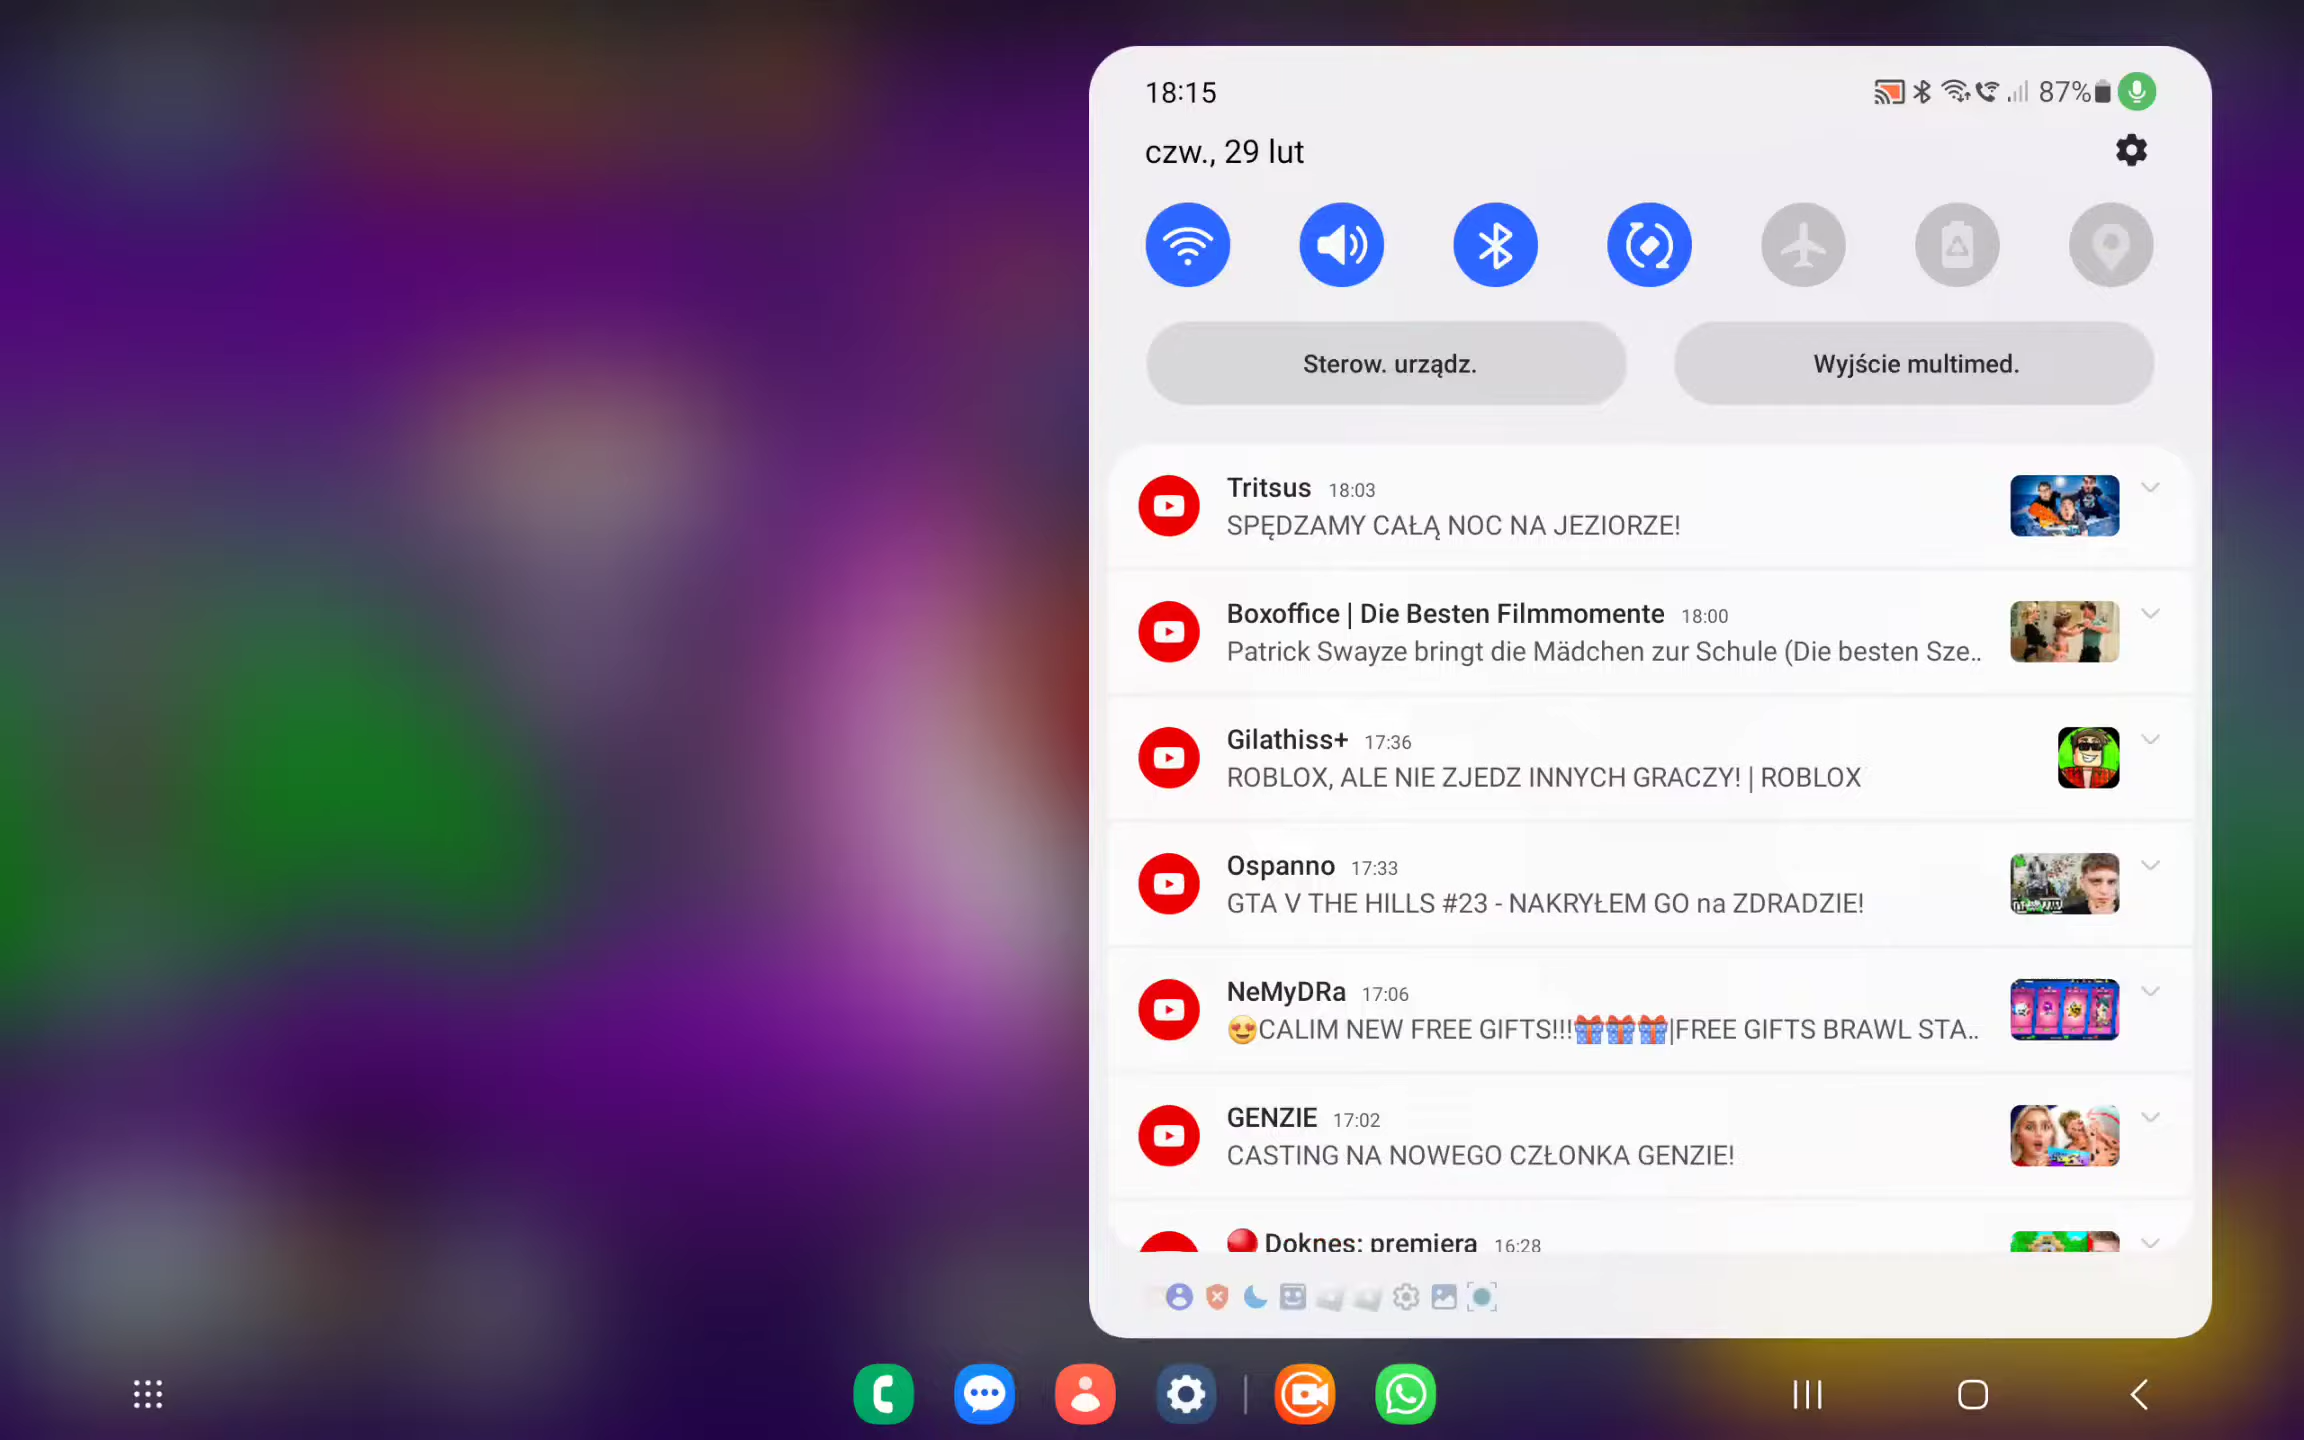 18:15
87%
czw., 29 lut
Sterow. urządz.
Wyjście multimed.
Tritsus 18:03
SPĘDZAMY CAŁĄ NOC NA JEZIORZE!
Boxoffice | Die Besten Filmmomente 18:00
Patrick Swayze bringt die Mädchen zur Schule (Die besten Sze..
Gilathiss+ 17:36
ROBLOX, ALE NIE ZJEDZ INNYCH GRACZY! | ROBLOX
Ospanno 17:33
GTA V THE HILLS #23 - NAKRYŁEM GO na ZDRADZIE!
NeMyDRa 17:06
😍CALIM NEW FREE GIFTS!!!🎁🎁🎁|FREE GIFTS BRAWL STA..
GENZIE 17:02
CASTING NA NOWEGO CZŁONKA GENZIE!
🔴 Doknes: premiera 16:28